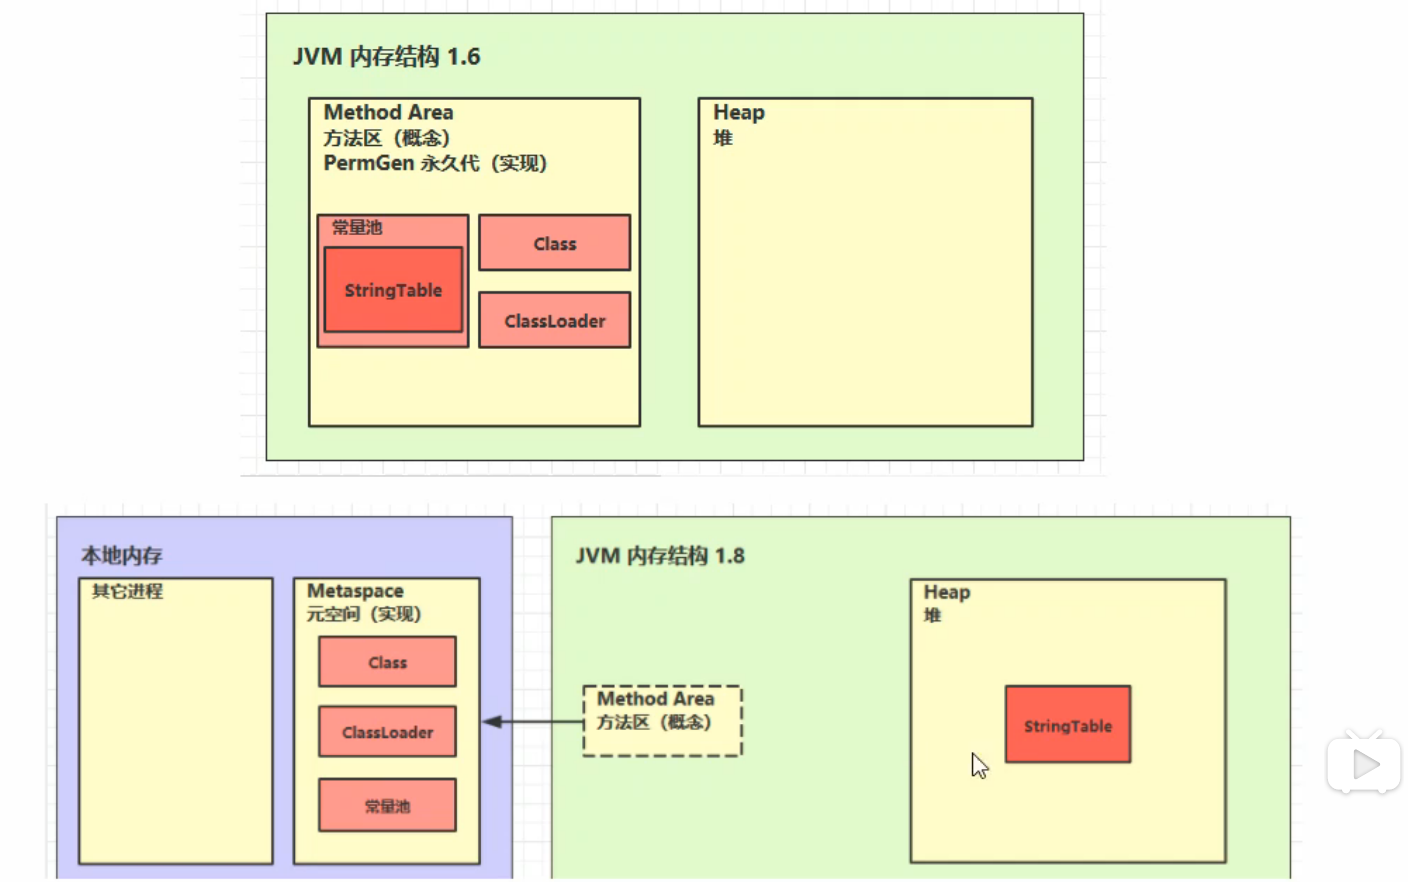 JVM 内存结构 1.6
Method Area
方法区（概念）
PermGen 永久代（实现）
常量池
StringTable
Class
ClassLoader
Heap
堆
本地内存
其它进程
Metaspace
元空间（实现）
Class
ClassLoader
常量池
JVM 内存结构 1.8
Method Area
方法区（概念）
Heap
堆
StringTable